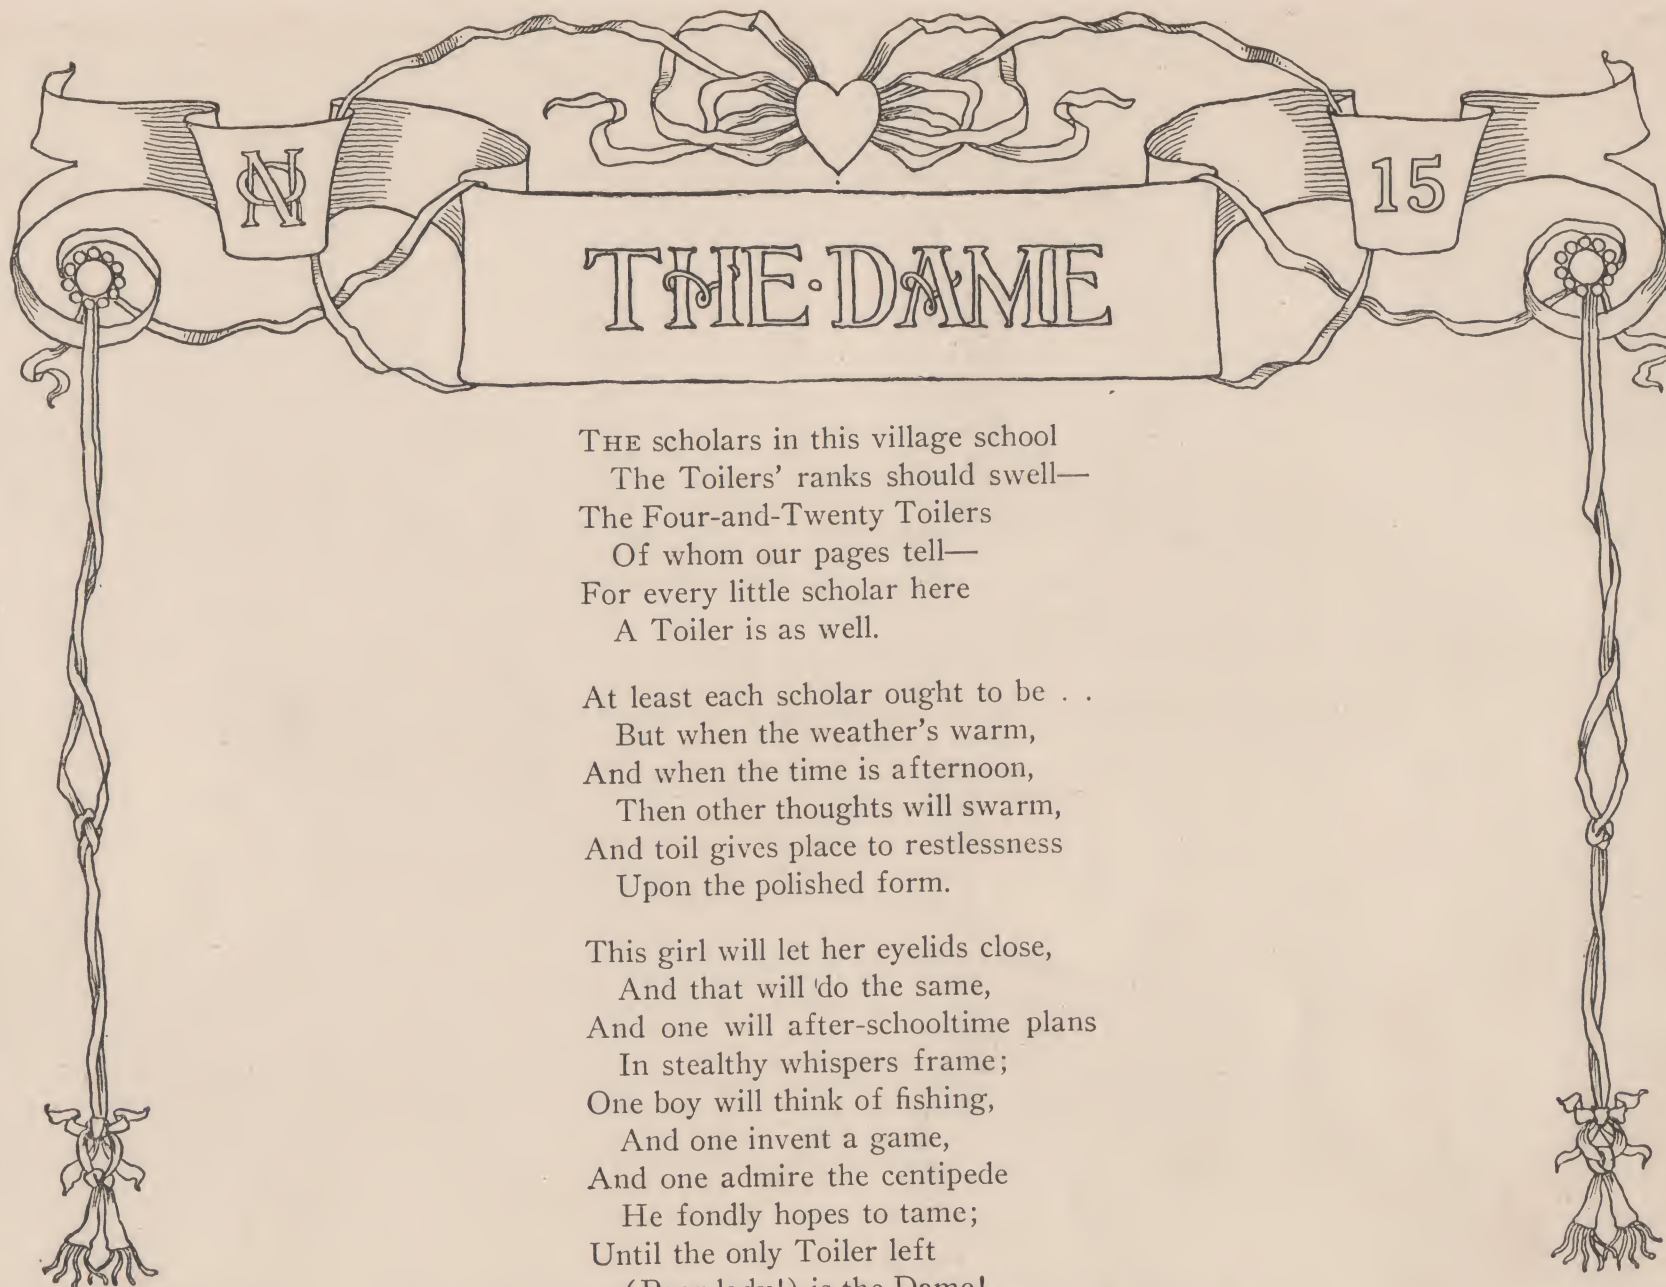 NO
15
THE·DAME
THE scholars in this village school
The Toilers' ranks should swell—
The Four-and-Twenty Toilers
Of whom our pages tell—
For every little scholar here
A Toiler is as well.
At least each scholar ought to be . .
But when the weather's warm,
And when the time is afternoon,
Then other thoughts will swarm,
And toil gives place to restlessness
Upon the polished form.
This girl will let her eyelids close,
And that will do the same,
And one will after-schooltime plans
In stealthy whispers frame;
One boy will think of fishing,
And one invent a game,
And one admire the centipede
He fondly hopes to tame;
Until the only Toiler left
(Poor lady!) is the Dame!